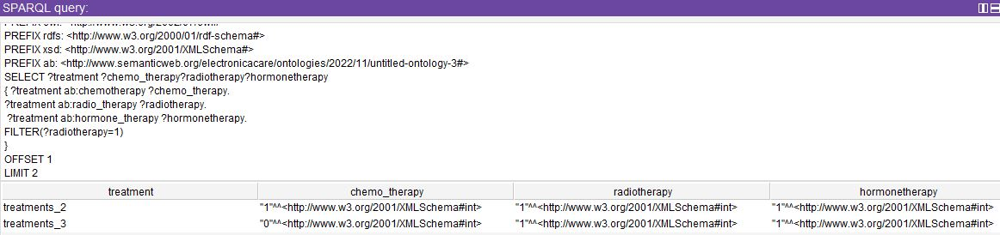 SPARQL query:
PREFIX rdfs: <http://www.w3.org/2000/01/rdf-schema#>
PREFIX xsd: <http://www.w3.org/2001/XMLSchema#>
PREFIX ab: <http://www.semanticweb.org/electronicacare/ontologies/2022/11/untitled-ontology-3#>
SELECT ?treatment ?chemo_therapy?radiotherapy?hormonetherapy
{ ?treatment ab:chemotherapy ?chemo_therapy.
?treatment ab:radio_therapy ?radiotherapy.
?treatment ab:hormone_therapy ?hormonetherapy.
FILTER(?radiotherapy=1)
}
OFFSET 1
LIMIT 2
treatment chemo_therapy radiotherapy hormonetherapy
treatments_2 "1"^^<http://www.w3.org/2001/XMLSchema#int> "1"^^<http://www.w3.org/2001/XMLSchema#int> "1"^^<http://www.w3.org/2001/XMLSchema#int>
treatments_3 "0"^^<http://www.w3.org/2001/XMLSchema#int> "1"^^<http://www.w3.org/2001/XMLSchema#int> "1"^^<http://www.w3.org/2001/XMLSchema#int>